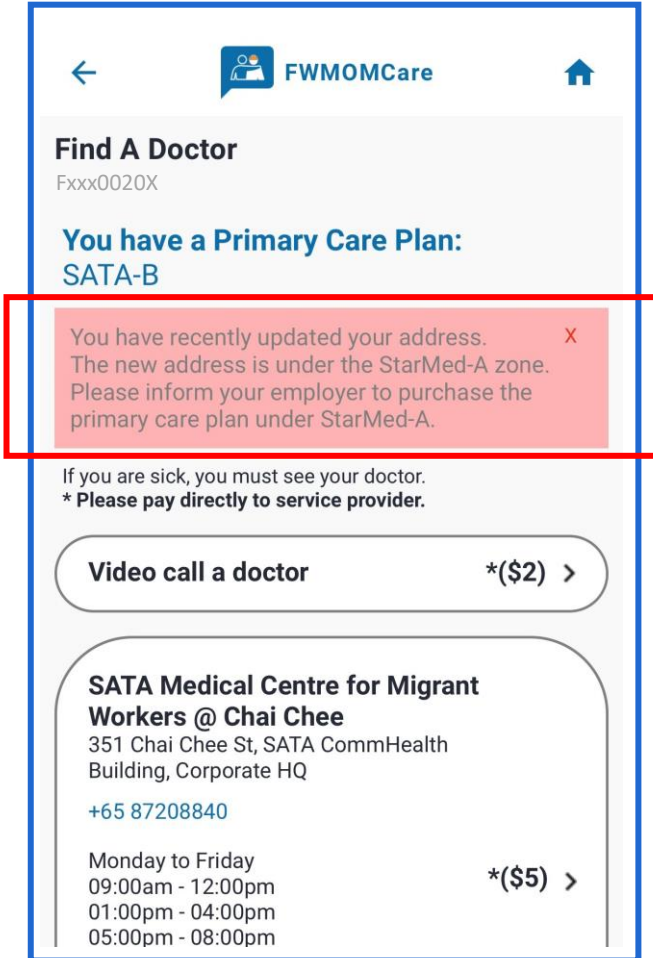 FWMOMCare
Find A Doctor
Fxxx0020X
You have a Primary Care Plan:
SATA-B
You have recently updated your address. X
The new address is under the StarMed-A zone.
Please inform your employer to purchase the
primary care plan under StarMed-A.
If you are sick, you must see your doctor.
* Please pay directly to service provider.
Video call a doctor *($2) >
SATA Medical Centre for Migrant
Workers @ Chai Chee
351 Chai Chee St, SATA CommHealth
Building, Corporate HQ
+65 87208840
Monday to Friday
09:00am - 12:00pm *($5) >
01:00pm - 04:00pm
05:00pm - 08:00pm